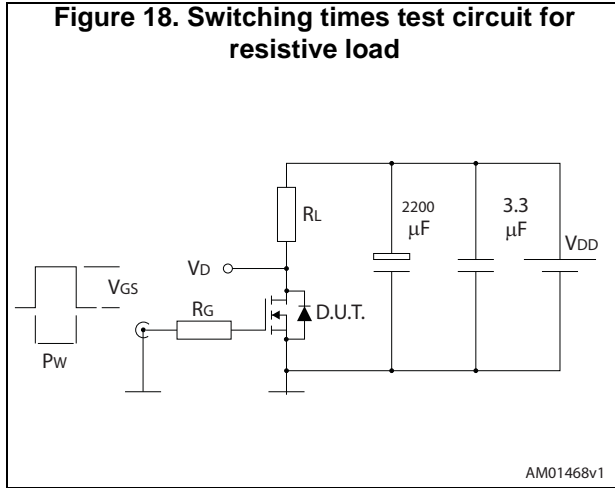 Figure 18. Switching times test circuit for
resistive load
RL
2200
μF
3.3
μF
VDD
VD
VGS
RG
D.U.T.
PW
AM01468v1